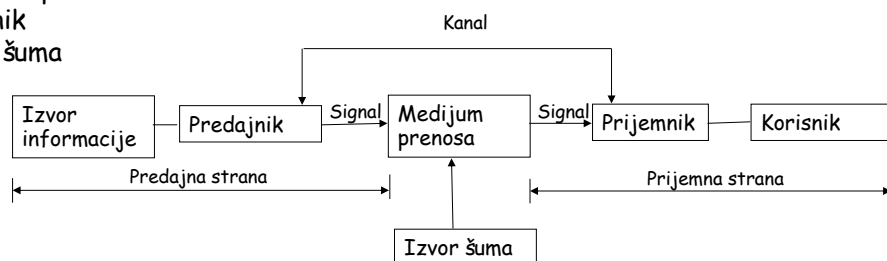 nik
šuma
Kanal
Izvor
informacije
Predajnik
Signal
Medijum
prenosa
Signal
Prijemnik
Korisnik
Predajna strana
Prijemna strana
Izvor šuma